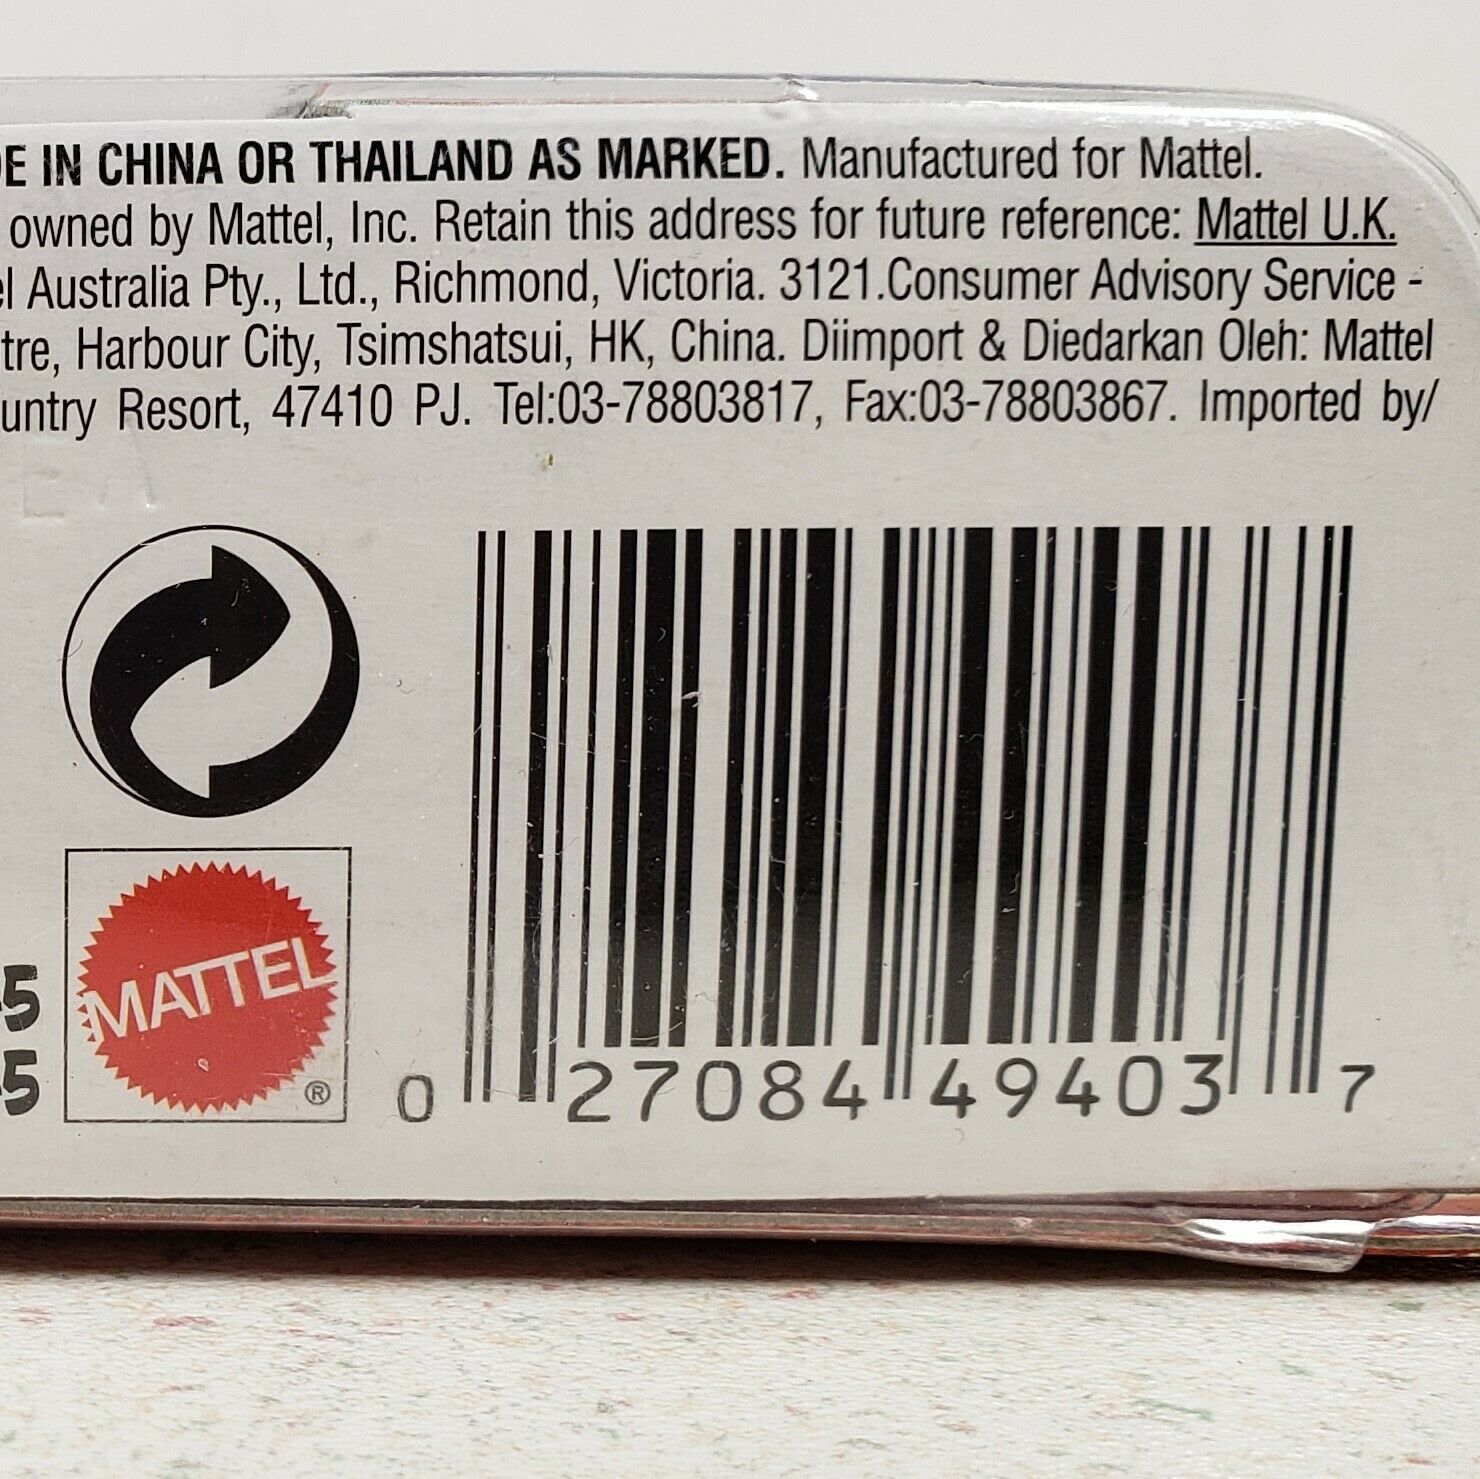 DE IN CHINA OR THAILAND AS MARKED. Manufactured for Mattel.
owned by Mattel, Inc. Retain this address for future reference: Mattel U.K.
el Australia Pty., Ltd., Richmond, Victoria. 3121.Consumer Advisory Service -
tre, Harbour City, Tsimshatsui, HK, China. Diimport & Diedarkan Oleh: Mattel
untry Resort, 47410 PJ. Tel:03-78803817, Fax:03-78803867. Imported by/
5
5
MATTEL
®
0 27084 49403 7